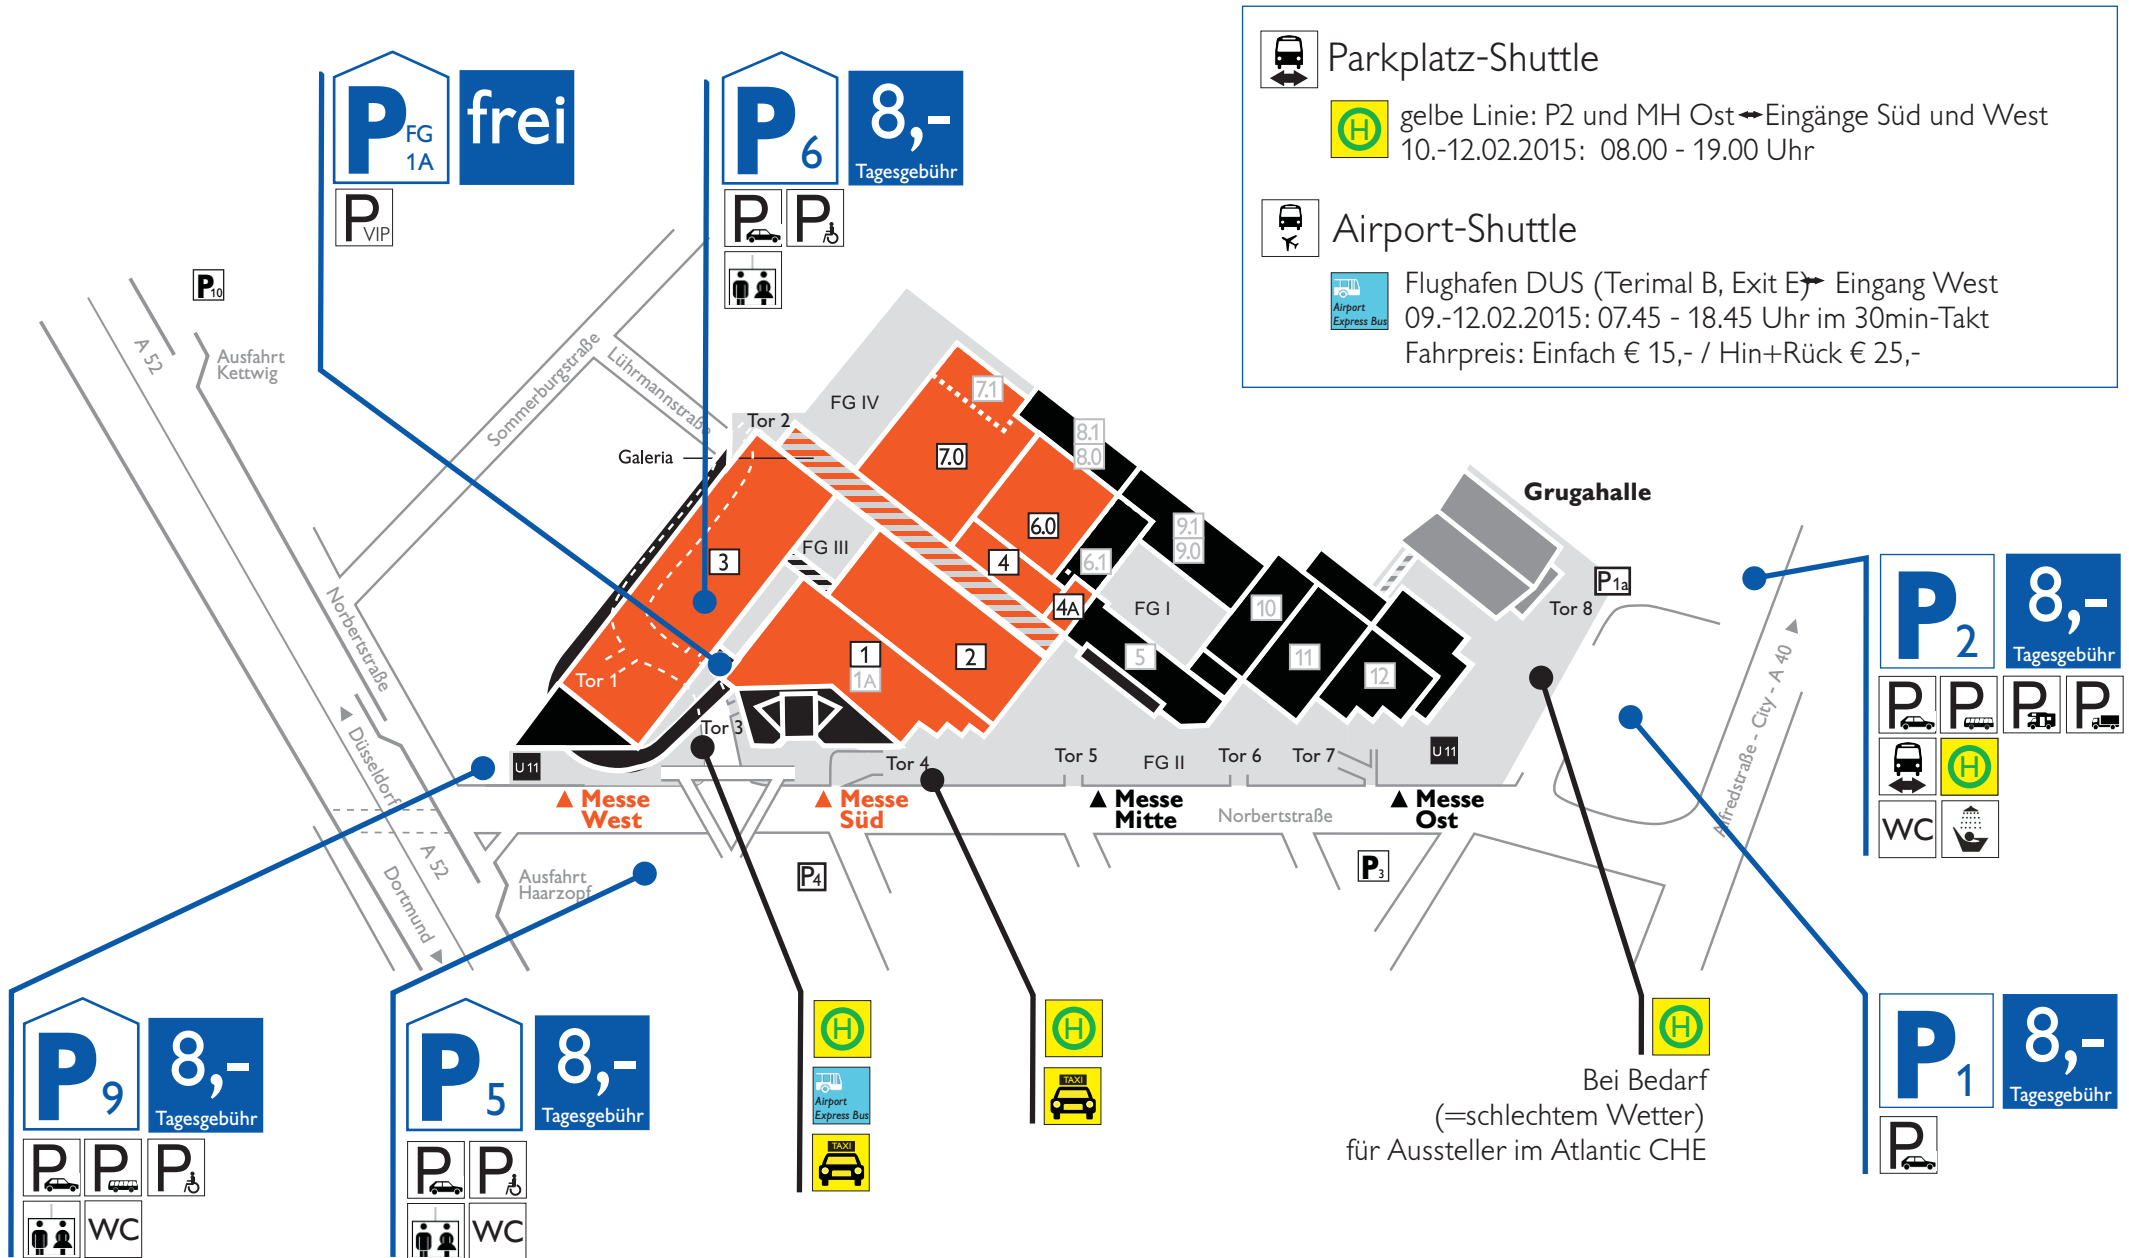 P FG 1A
frei
P VIP
P 6
8,-
Tagesgebühr
P
P
Parkplatz-Shuttle
H
gelbe Linie: P2 und MH Ost Eingänge Süd und West
10.-12.02.2015: 08.00 - 19.00 Uhr
Airport-Shuttle
Airport
Express Bus
Flughafen DUS (Terimal B, Exit E) Eingang West
09.-12.02.2015: 07.45 - 18.45 Uhr im 30min-Takt
Fahrpreis: Einfach € 15,- / Hin+Rück € 25,-
P10
A 52
Ausfahrt
Kettwig
Sommerburgstraße
Lührmannstraße
Norbertstraße
Düsseldorf
A 52
Dortmund
Ausfahrt
Haarzopf
Galeria
Tor 2
FG IV
7.1
7.0
8.1
8.0
6.0
9.1
9.0
6.1
FG III
3
4
4A
FG I
10
5
11
12
1
1A
2
Tor 1
Tor 3
Tor 4
Tor 5
FG II
Tor 6
Tor 7
Tor 8
Grugahalle
P1a
U 11
U 11
Messe
West
Messe
Süd
Messe
Mitte
Messe
Ost
Norbertstraße
P4
P3
Alfredstraße - City - A 40
P 2
8,-
Tagesgebühr
P
P
P
P
H
WC
P 9
8,-
Tagesgebühr
P
P
P
WC
P 5
8,-
Tagesgebühr
P
P
WC
H
Airport
Express Bus
TAXI
H
TAXI
H
Bei Bedarf
(=schlechtem Wetter)
für Aussteller im Atlantic CHE
P 1
8,-
Tagesgebühr
P